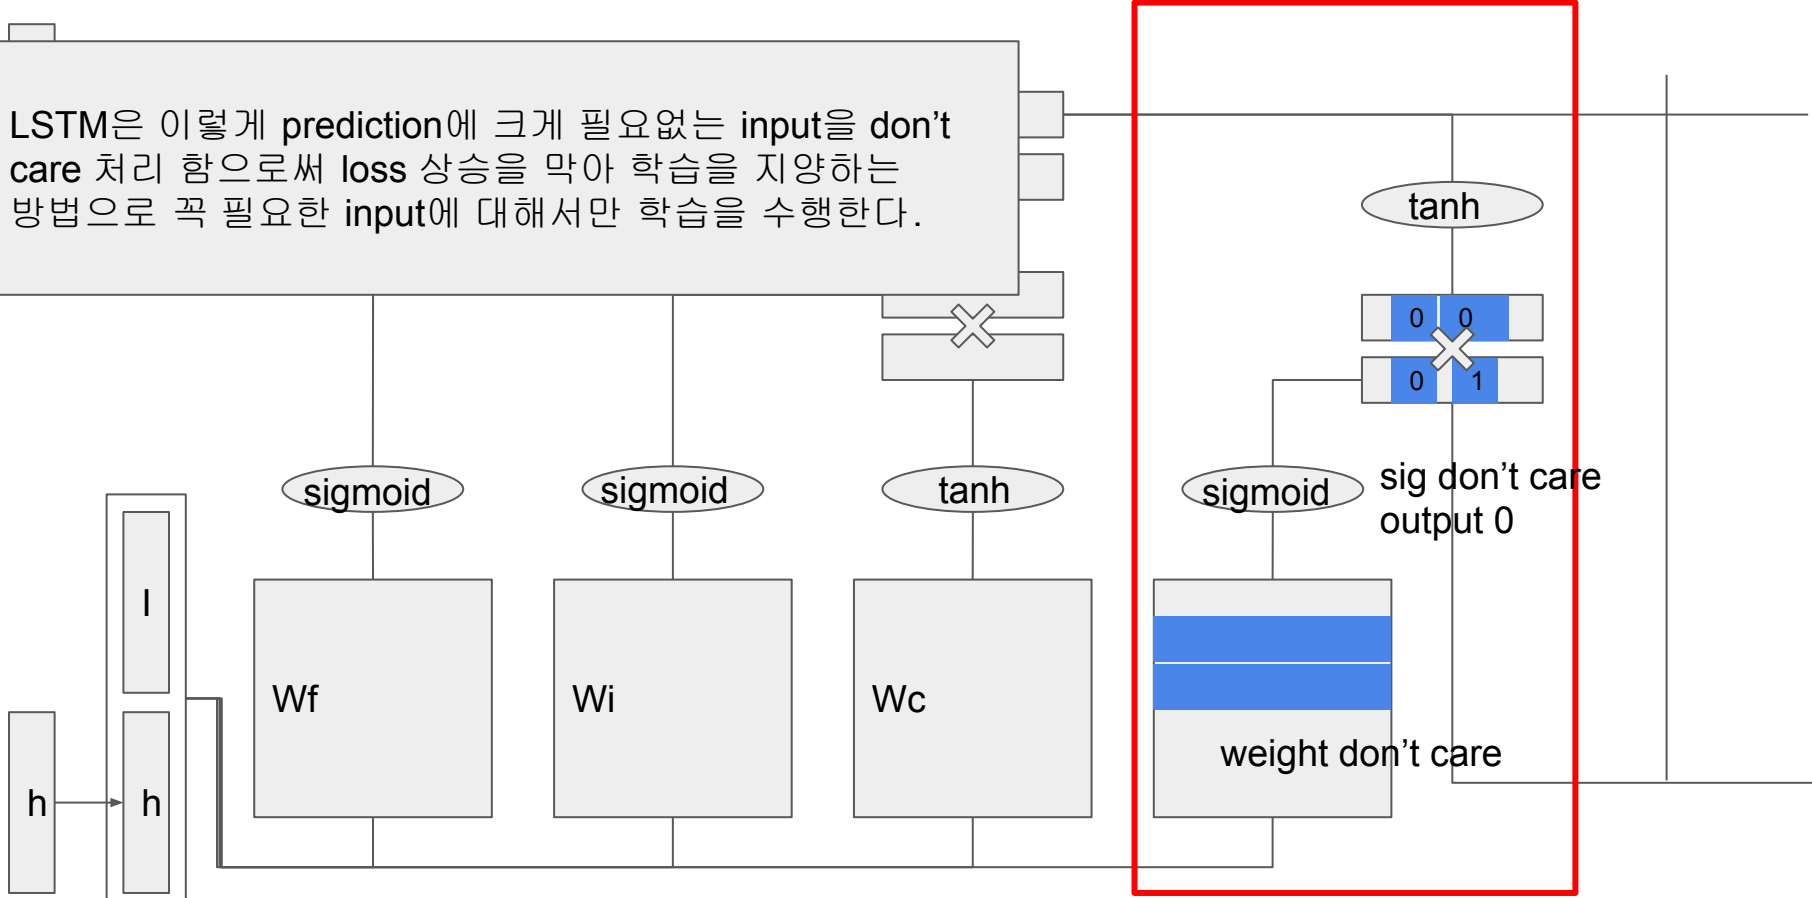 LSTM은 이렇게 prediction에 크게 필요없는 input을 don't
care 처리 함으로써 loss 상승을 막아 학습을 지양하는
방법으로 꼭 필요한 input에 대해서만 학습을 수행한다.
tanh
0 0
0 1
sigmoid
sigmoid
tanh
sigmoid
sig don’t care
output 0
I
Wf
Wi
Wc
weight don’t care
h
h